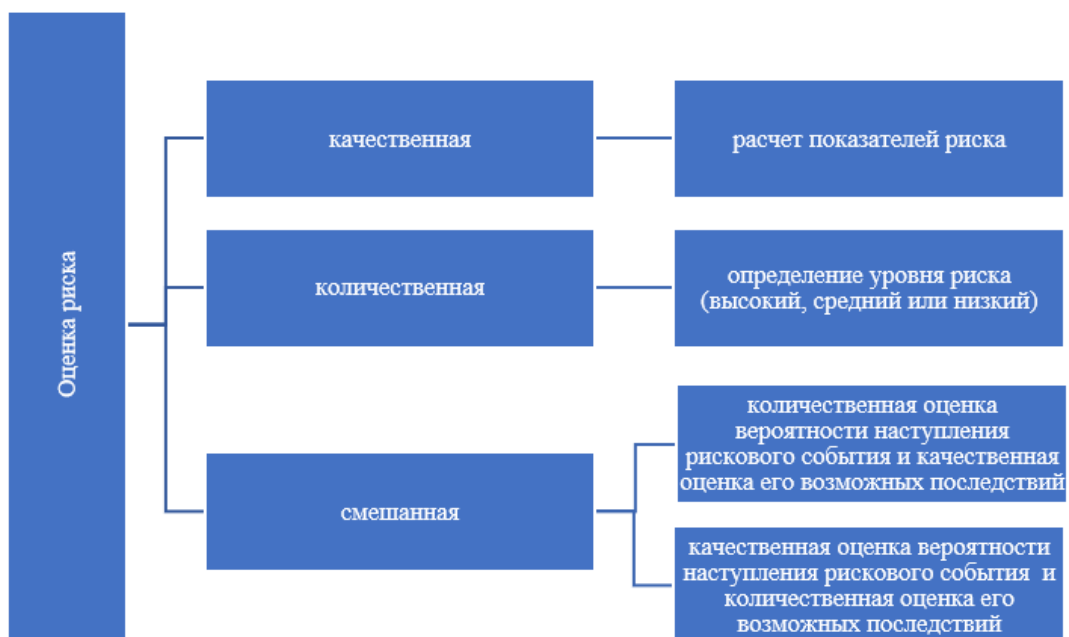 Оценка риска
качественная
расчет показателей риска
количественная
определение уровня риска
(высокий, средний или низкий)
смешанная
количественная оценка
вероятности наступления
рискового события и качественная
оценка его возможных последствий
качественная оценка вероятности
наступления рискового события и
количественная оценка его
возможных последствий